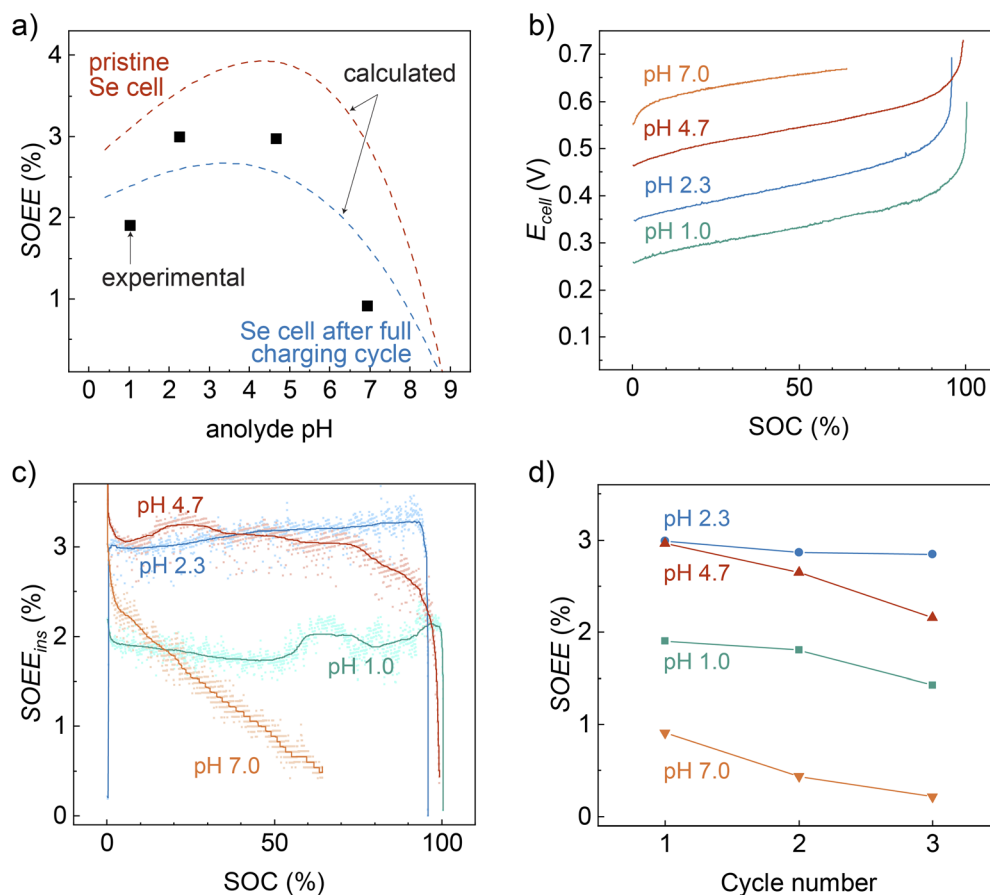 a)
4
3
2
1
SOEE (%)
pristine
Se cell
calculated
experimental
Se cell after full
charging cycle
0 1 2 3 4 5 6 7 8 9
anolyde pH
b)
0.7
0.6
0.5
0.4
0.3
0.2
0.1
E_cell (V)
pH 7.0
pH 4.7
pH 2.3
pH 1.0
0 50 100
SOC (%)
c)
3
2
1
0
SOEE_ins (%)
pH 4.7
pH 2.3
pH 1.0
pH 7.0
0 50 100
SOC (%)
d)
3
2
1
0
SOEE (%)
pH 2.3
pH 4.7
pH 1.0
pH 7.0
1 2 3
Cycle number